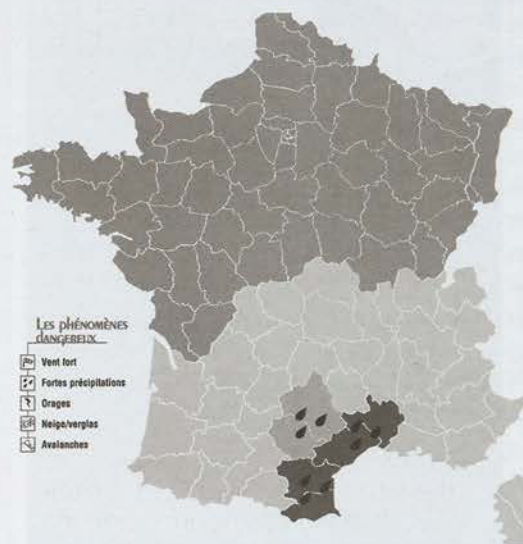 LES PHÉNOMÈNES
DANGEREUX
Vent fort
Fortes précipitations
Orages
Neige/verglas
Avalanches